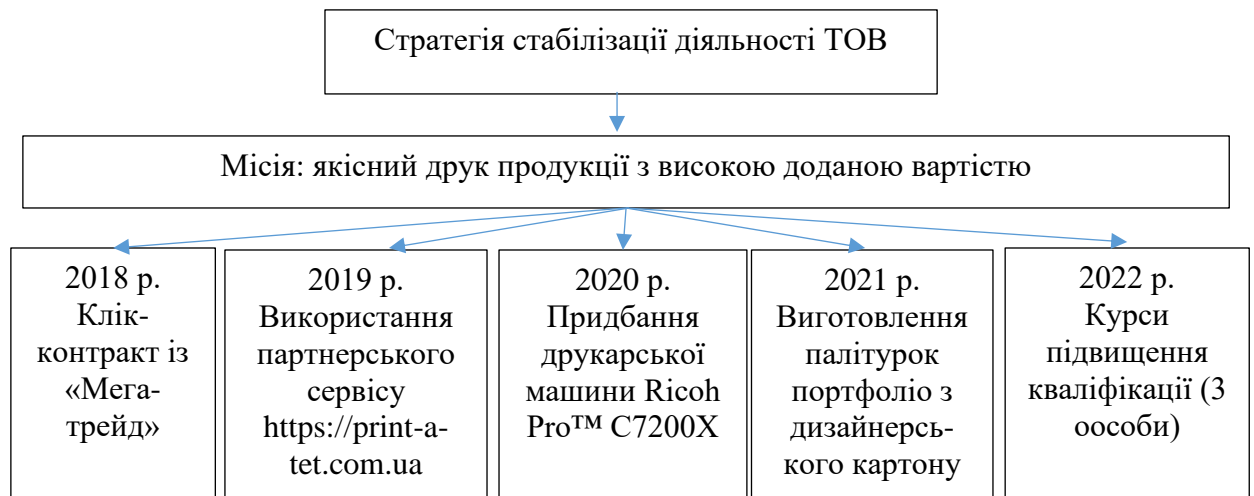 Стратегія стабілізації діяльності ТОВ
Місія: якісний друк продукції з високою доданою вартістю
2018 р.
Клік-
контракт із
«Мега-
трейд»
2019 р.
Використання
партнерського
сервісу
https://print-a-
tet.com.ua
2020 р.
Придбання
друкарської
машини Ricoh
Pro™ C7200X
2021 р.
Виготовлення
палітурок
портфоліо з
дизайнерсь-
кого картону
2022 р.
Курси
підвищення
кваліфікації (3
оособи)